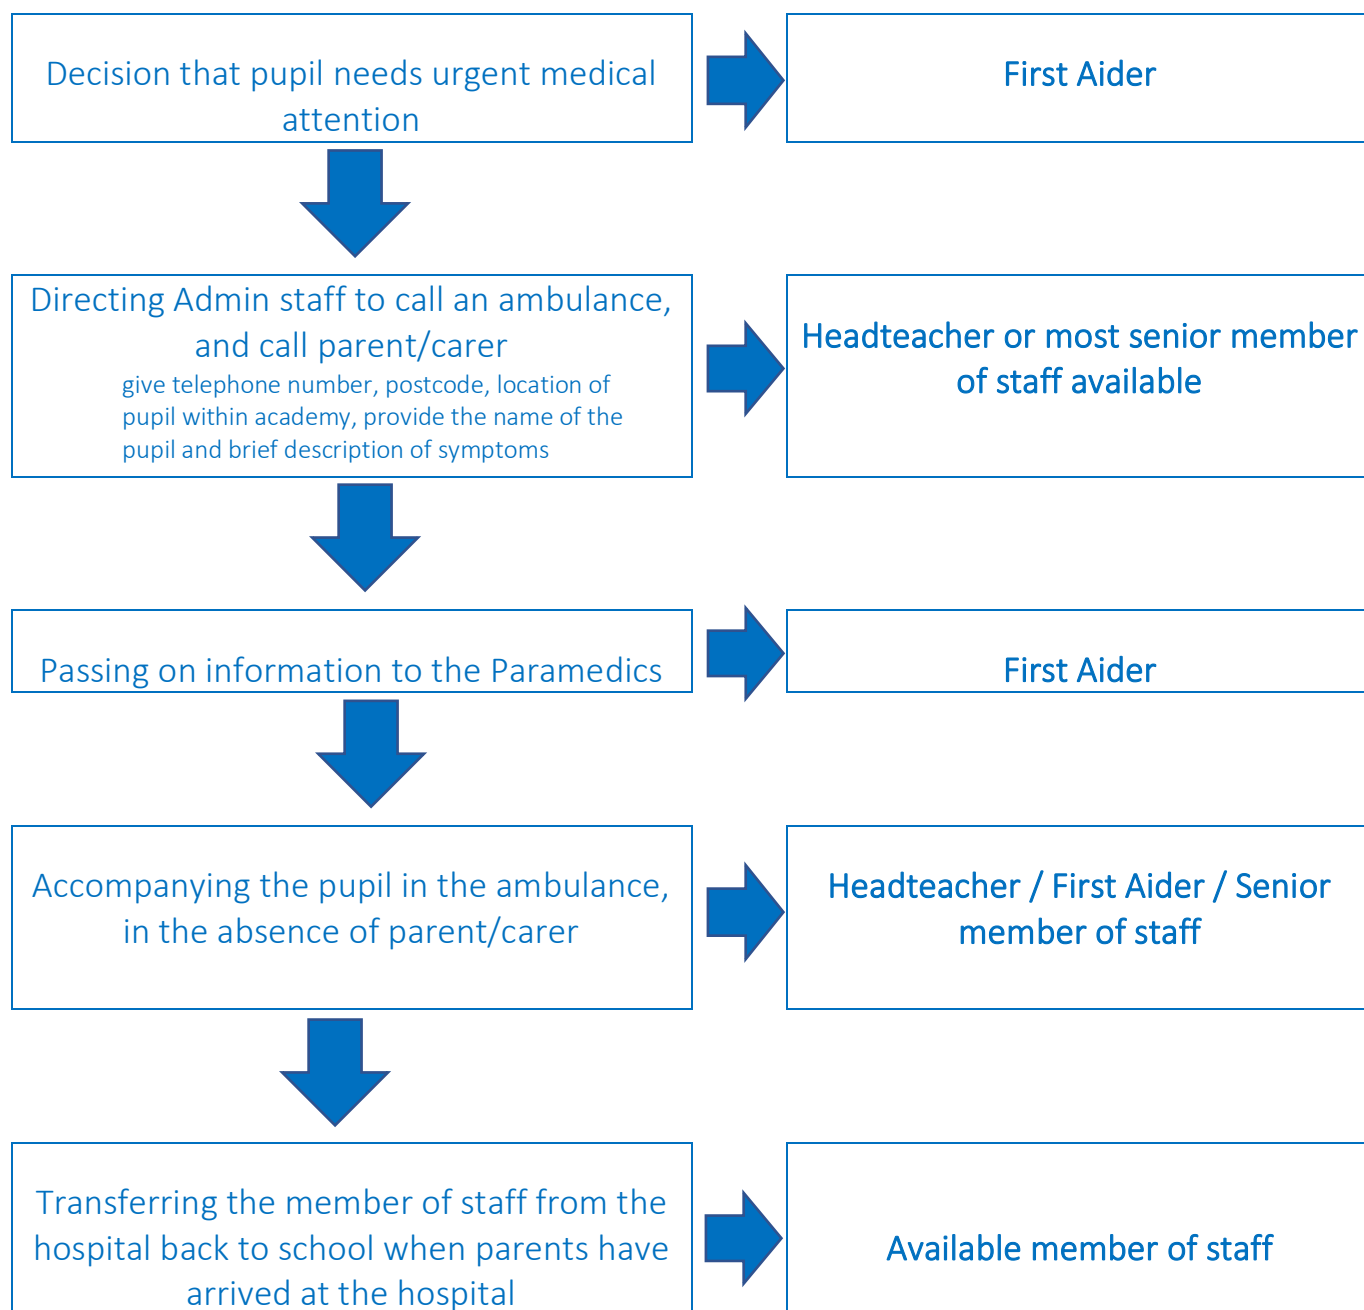 Decision that pupil needs urgent medical
attention
First Aider
Directing Admin staff to call an ambulance,
and call parent/carer
give telephone number, postcode, location of
pupil within academy, provide the name of the
pupil and brief description of symptoms
Headteacher or most senior member
of staff available
Passing on information to the Paramedics
First Aider
Accompanying the pupil in the ambulance,
in the absence of parent/carer
Headteacher / First Aider / Senior
member of staff
Transferring the member of staff from the
hospital back to school when parents have
arrived at the hospital
Available member of staff